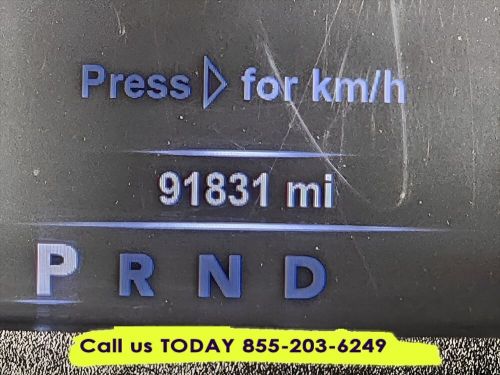 Press ▷ for km/h
91831 mi
P R N D
Call us TODAY 855-203-6249